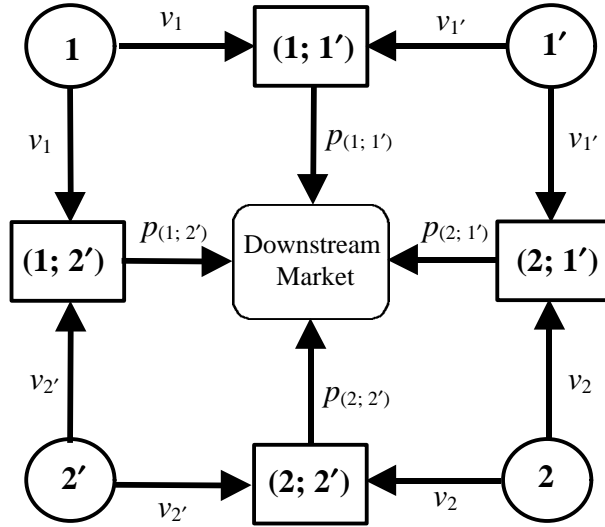 1 v₁ (1; 1′) v₁′ 1′
v₁ p₍₁; ₁′₎ v₁′
(1; 2′) p₍₁; ₂′₎ Downstream p₍₂; ₁′₎ (2; 1′)
Market
v₂′ p₍₂; ₂′₎ v₂
2′ v₂′ (2; 2′) v₂ 2